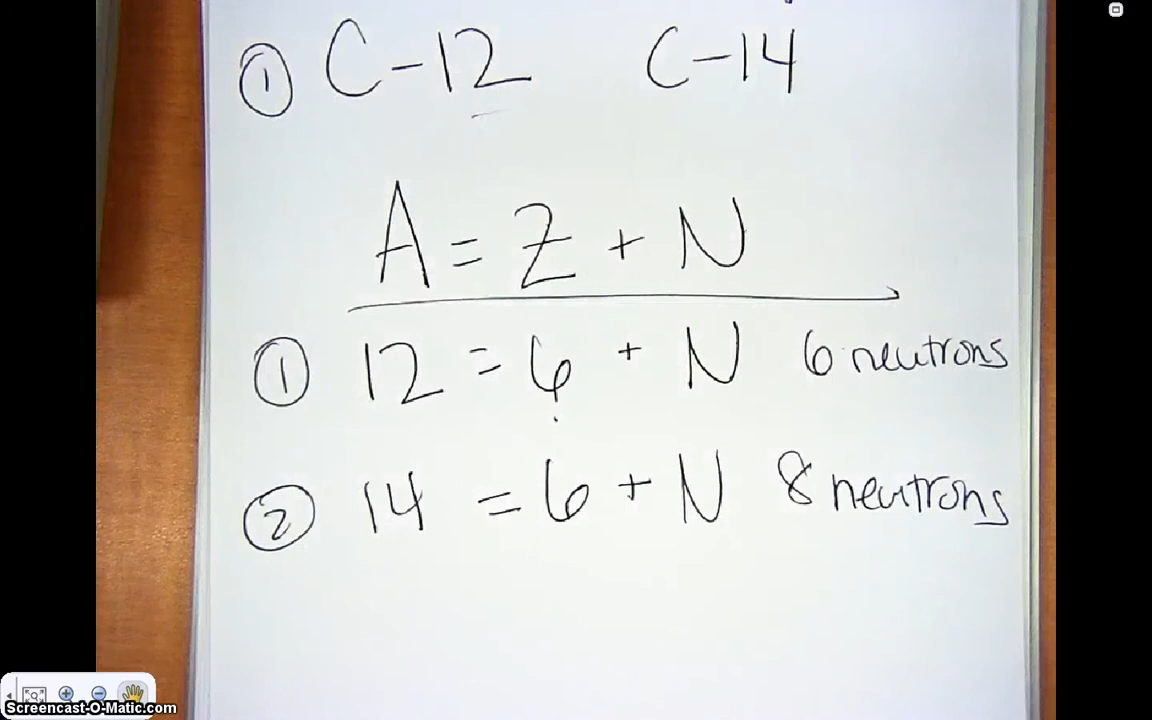 ① C-12 C-14
A = Z + N
① 12 = 6 + N 6 neutrons
② 14 = 6 + N 8 neutrons
Screencast-O-Matic.com